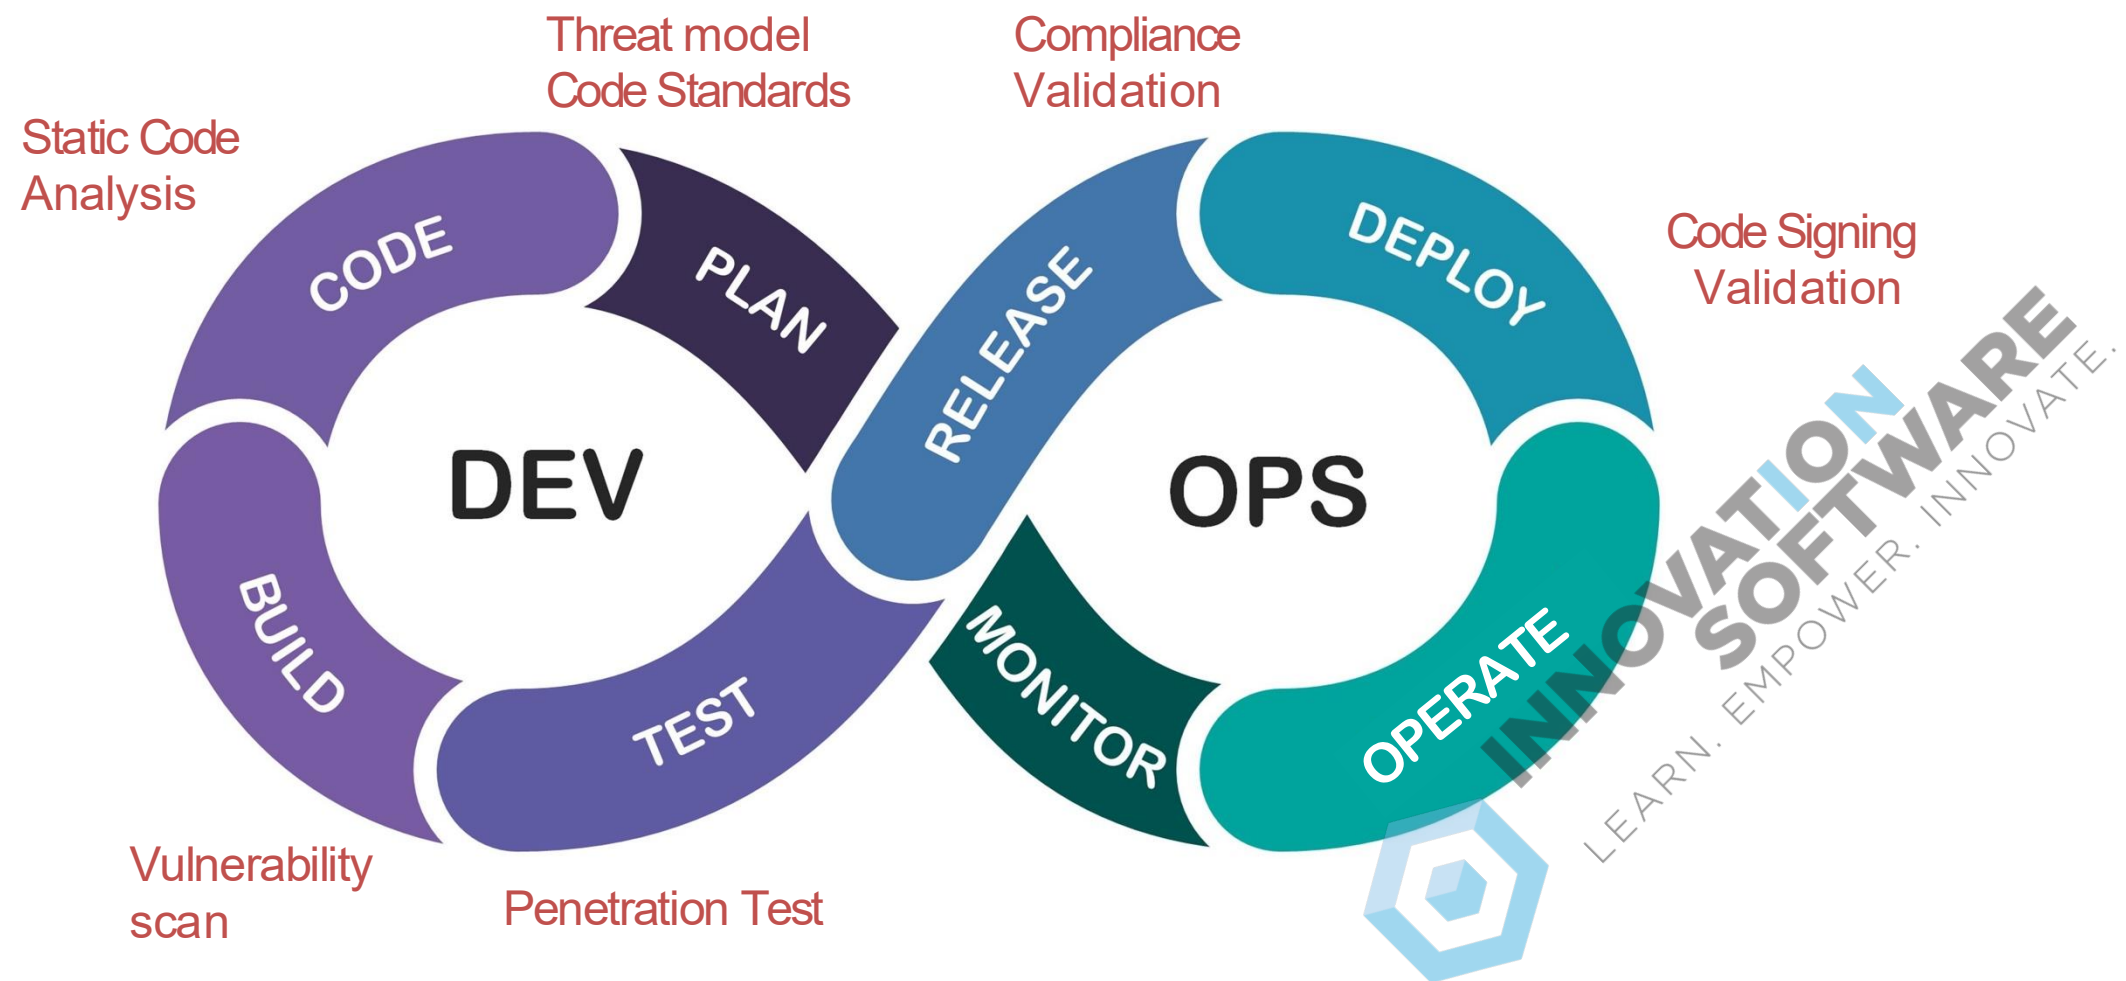 Threat model
Code Standards
Compliance
Validation
Static Code
Analysis
Code Signing
Validation
CODE
PLAN
RELEASE
DEPLOY
DEV
OPS
BUILD
TEST
MONITOR
OPERATE
Vulnerability
scan
Penetration Test
INNOVATION
SOFTWARE
LEARN. EMPOWER. INNOVATE.